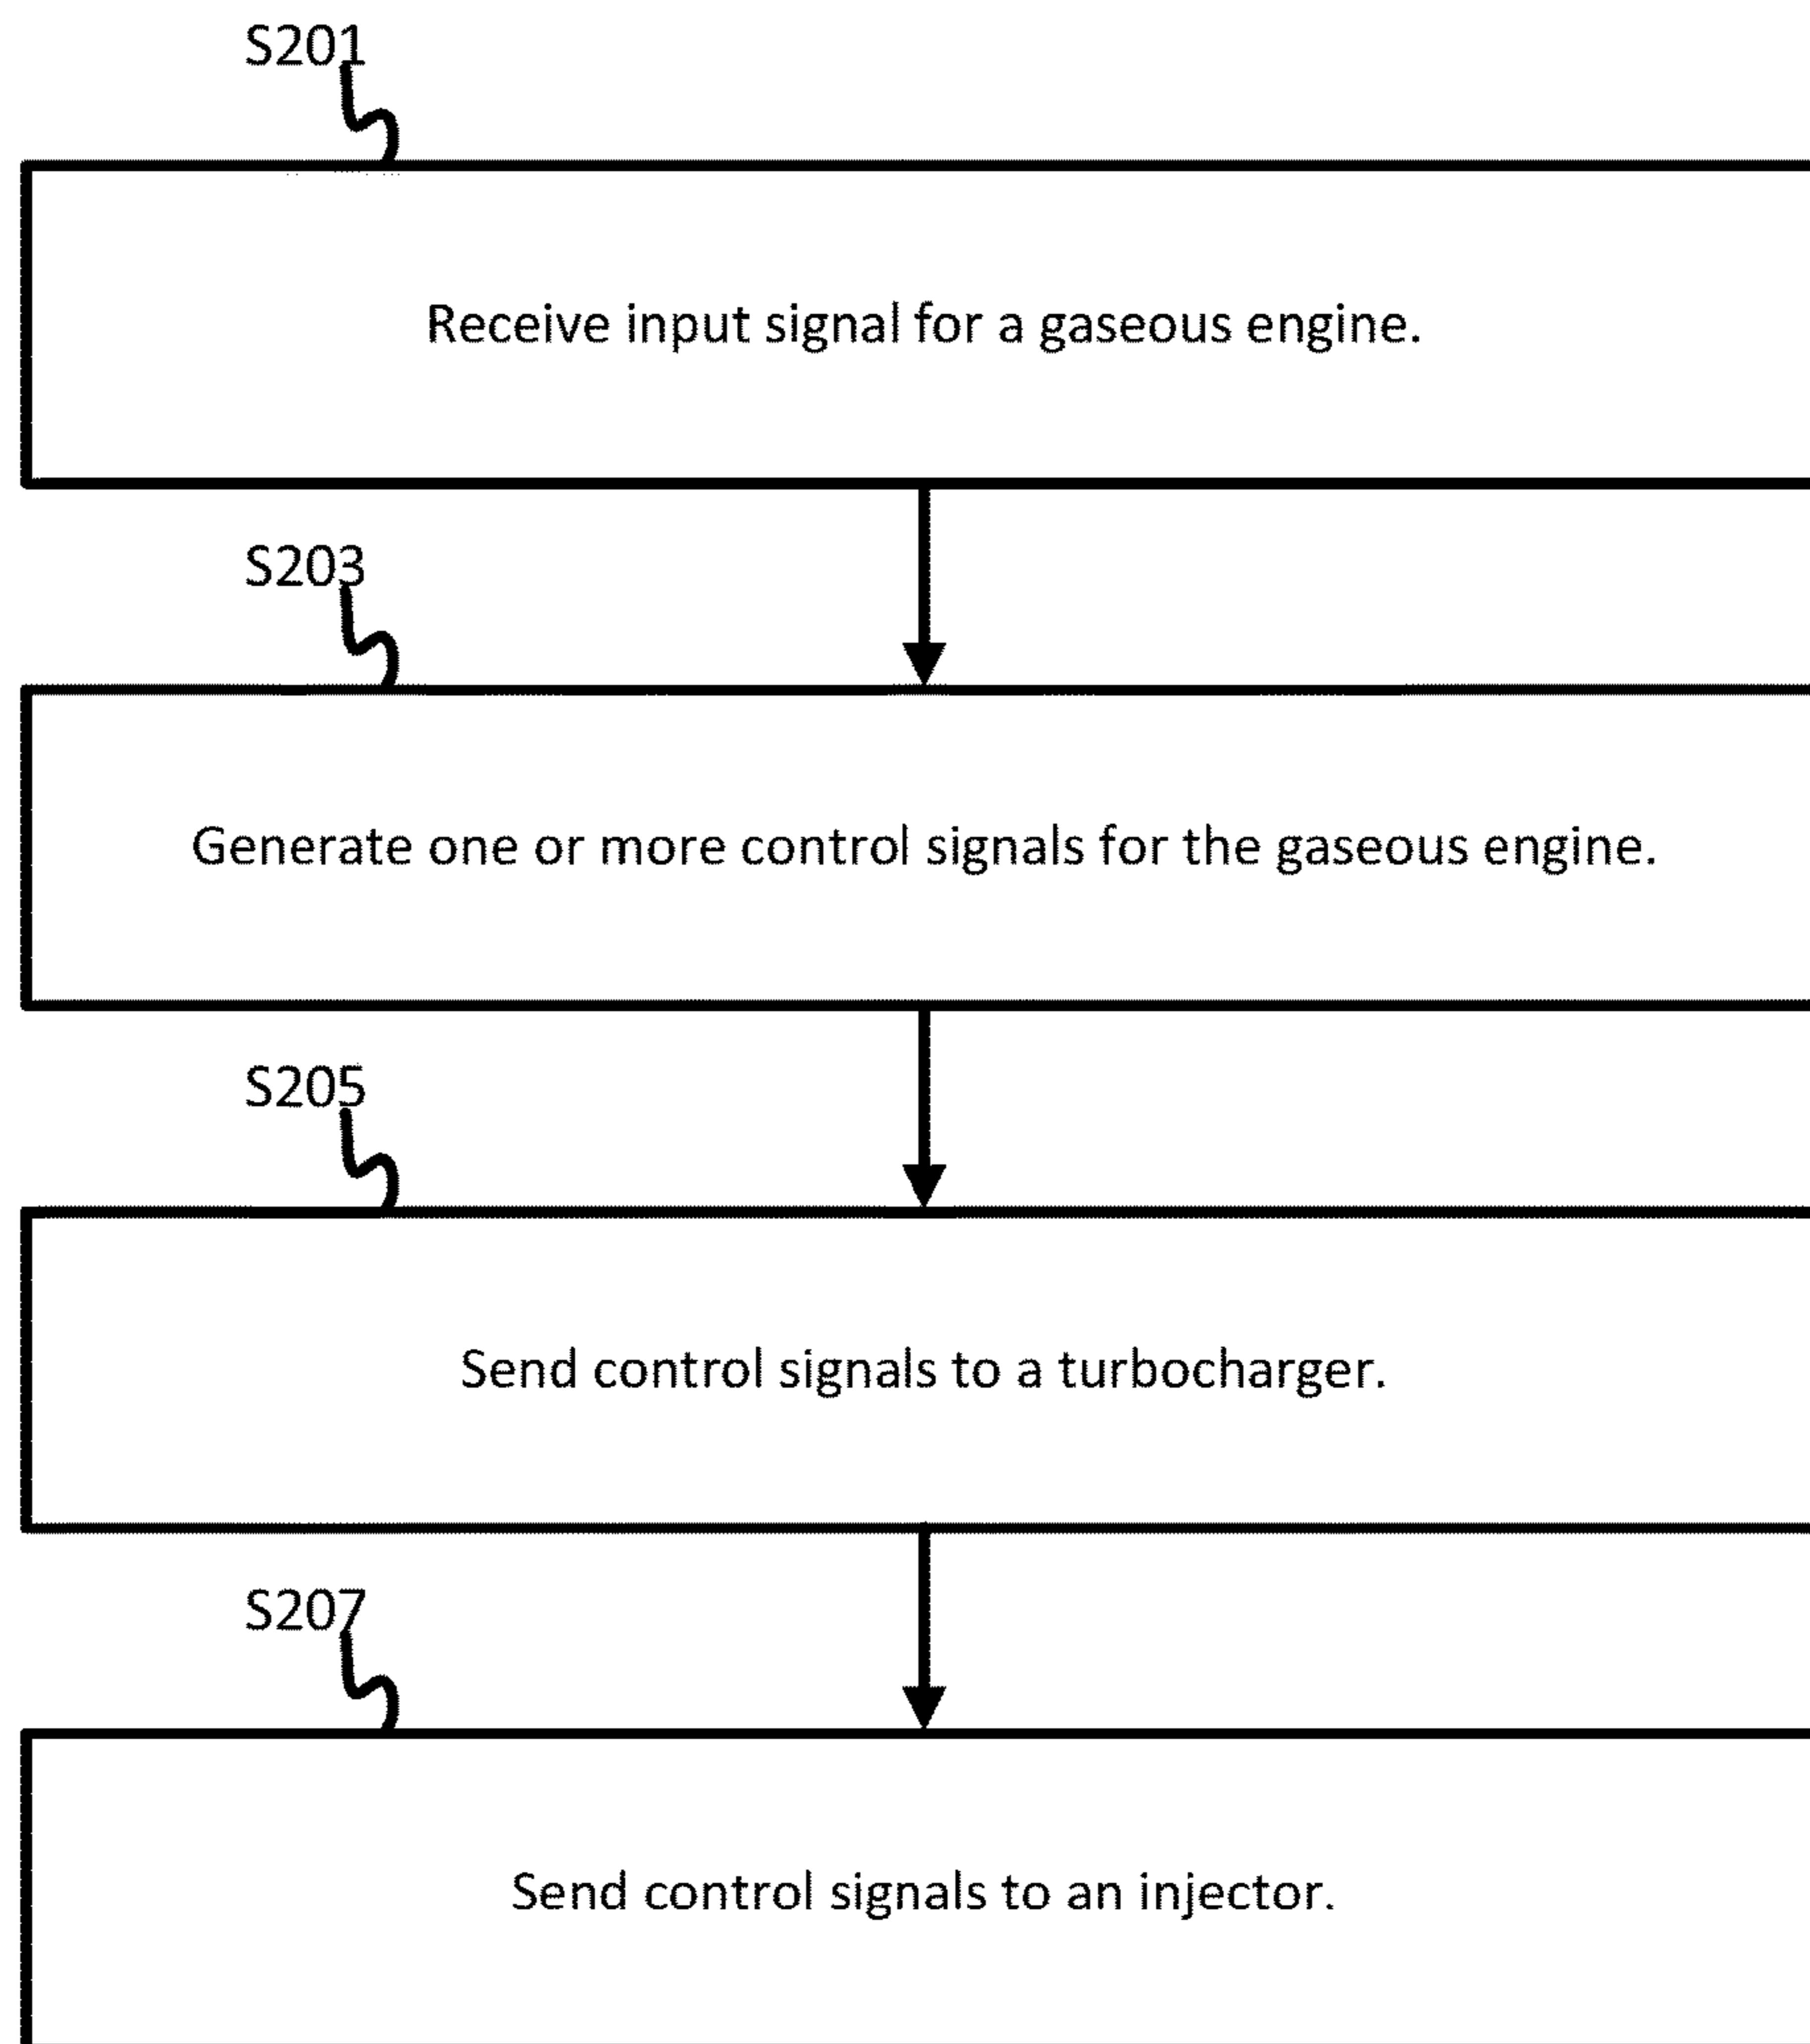 S201
Receive input signal for a gaseous engine.
S203
Generate one or more control signals for the gaseous engine.
S205
Send control signals to a turbocharger.
S207
Send control signals to an injector.